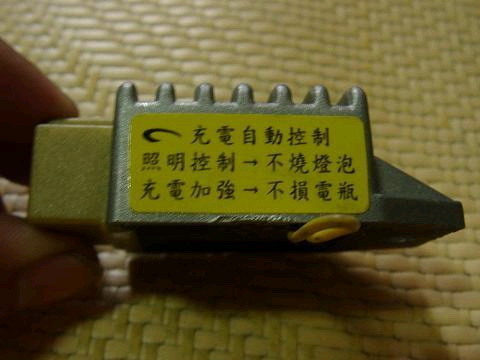 充電自動控制
照明控制→不燒燈泡
充電加強→不損電瓶